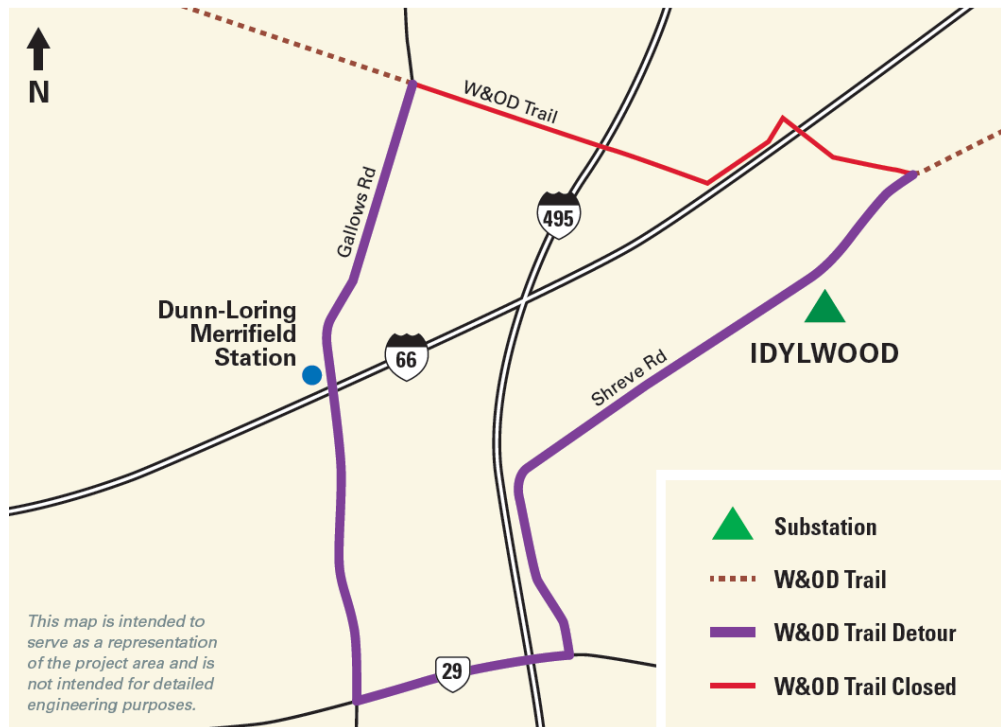 N
W&OD Trail
Gallows Rd
495
Dunn-Loring
Merrifield
Station
66
IDYLWOOD
Shreve Rd
29
Substation
W&OD Trail
W&OD Trail Detour
W&OD Trail Closed
This map is intended to
serve as a representation
of the project area and is
not intended for detailed
engineering purposes.